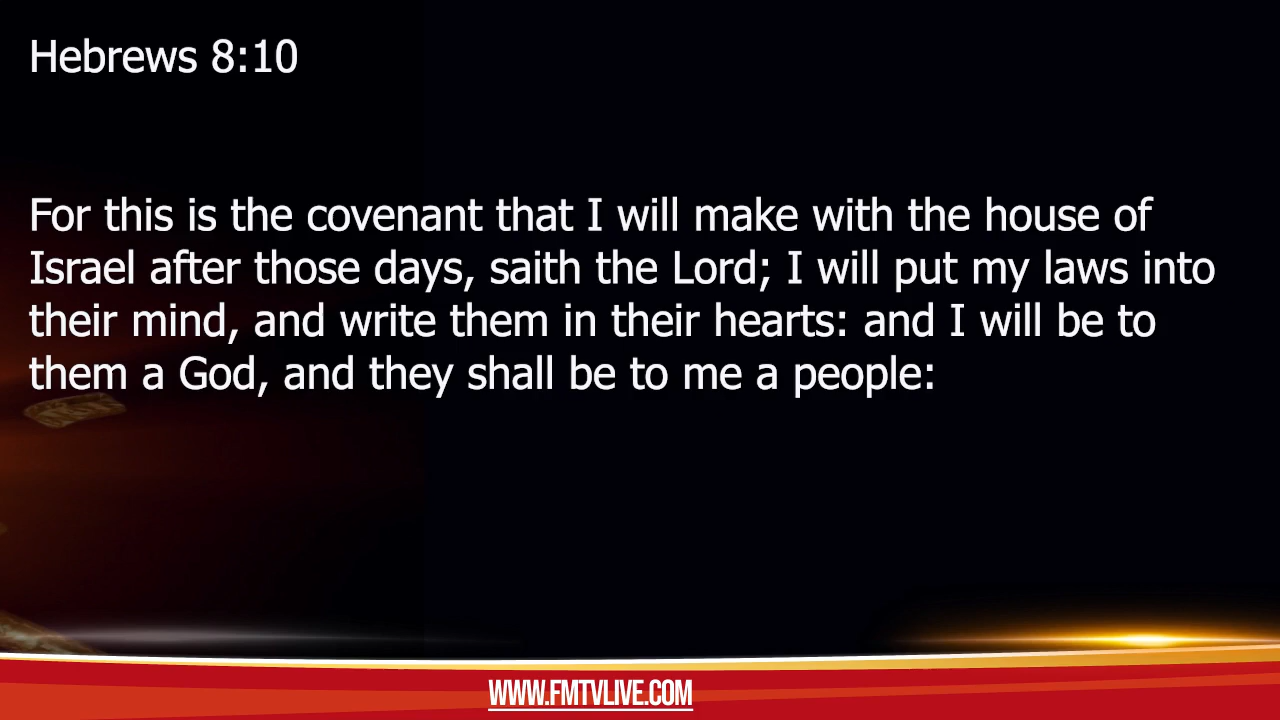 Hebrews 8:10
For this is the covenant that I will make with the house of
Israel after those days, saith the Lord; I will put my laws into
their mind, and write them in their hearts: and I will be to
them a God, and they shall be to me a people:
WWW.FMTVLIVE.COM